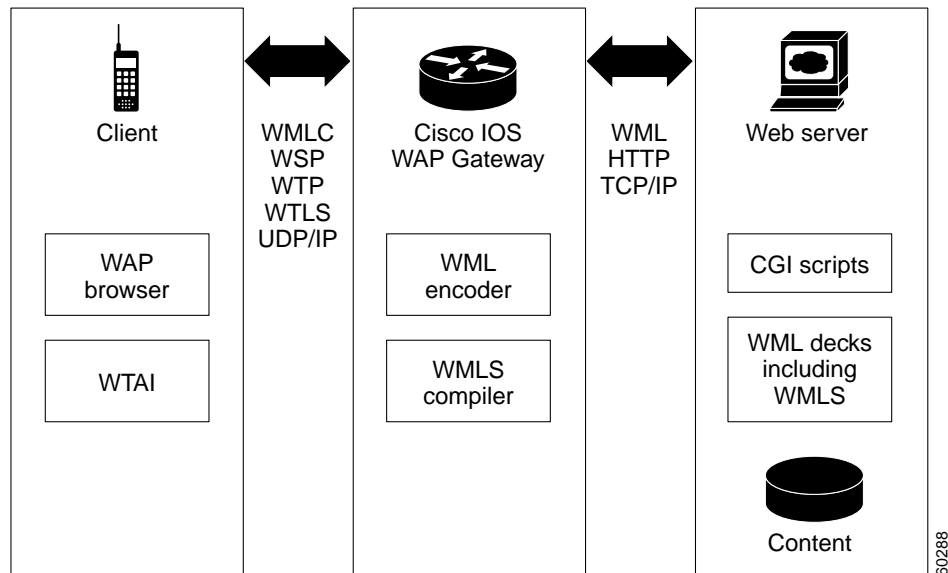 Client
WMLC
WSP
WTP
WTLS
UDP/IP
Cisco IOS
WAP Gateway
WML
HTTP
TCP/IP
Web server
WAP
browser
WTAI
WML
encoder
WMLS
compiler
CGI scripts
WML decks
including
WMLS
Content
60288